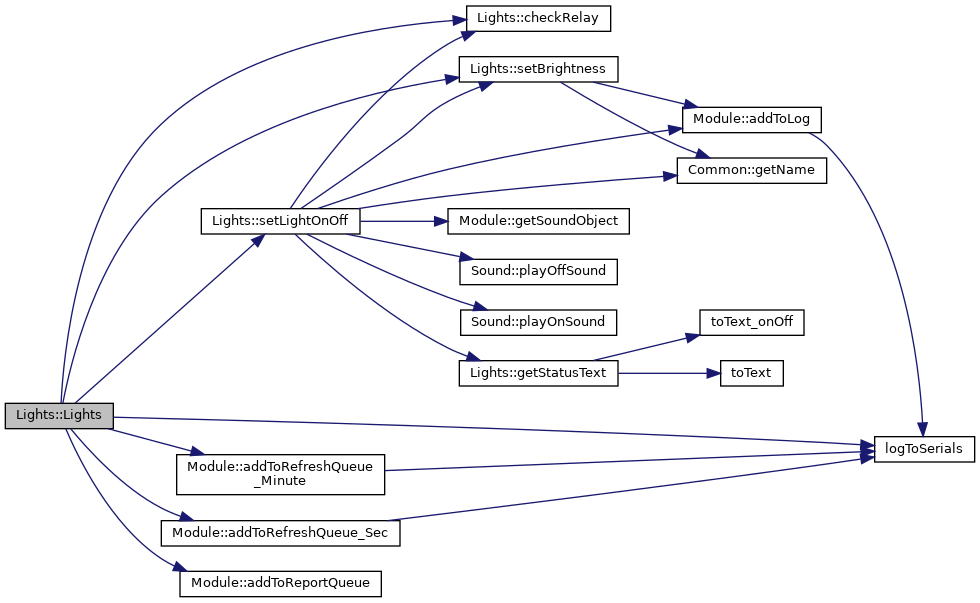 Lights::checkRelay
Lights::setBrightness
Module::addToLog
Common::getName
Lights::setLightOnOff
Module::getSoundObject
Sound::playOffSound
Sound::playOnSound
toText_onOff
Lights::getStatusText
toText
Lights::Lights
logToSerials
Module::addToRefreshQueue
_Minute
Module::addToRefreshQueue_Sec
Module::addToReportQueue